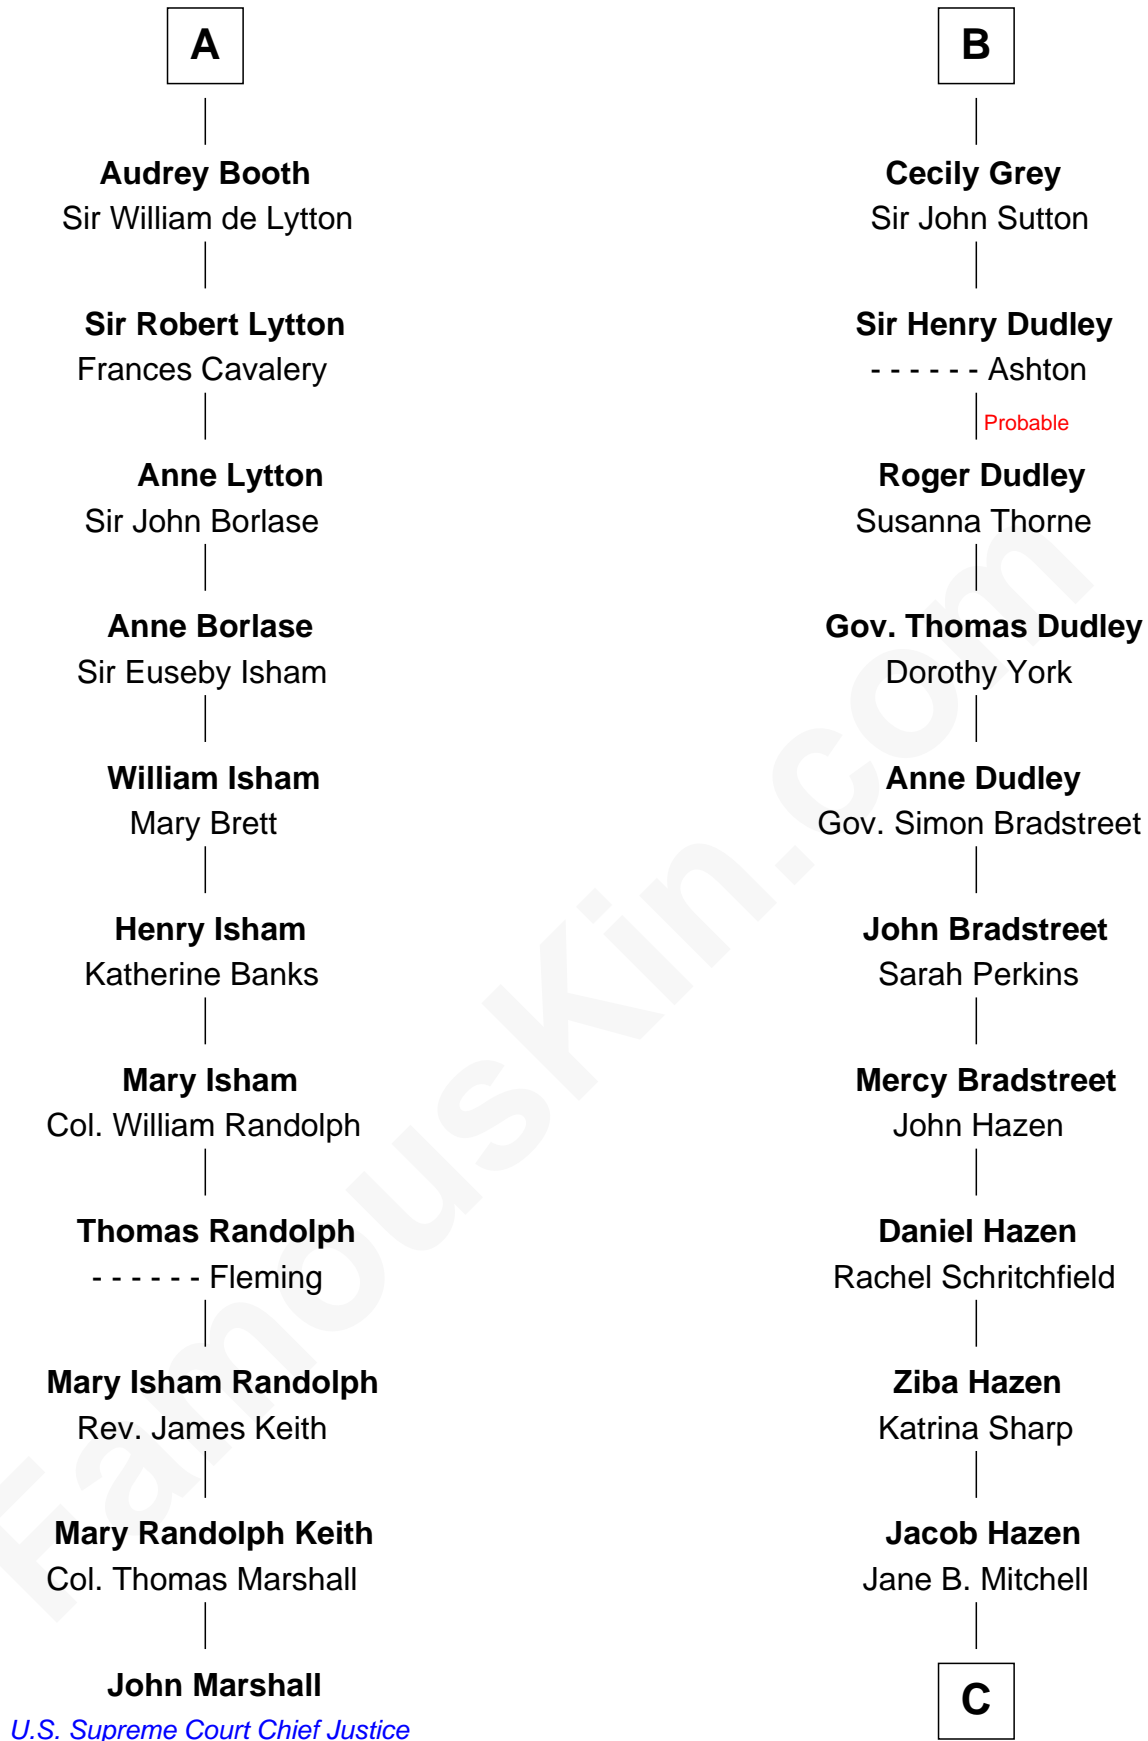 A
Audrey Booth
Sir William de Lytton
Sir Robert Lytton
Frances Cavalery
Anne Lytton
Sir John Borlase
Anne Borlase
Sir Euseby Isham
William Isham
Mary Brett
Henry Isham
Katherine Banks
Mary Isham
Col. William Randolph
Thomas Randolph
- - - - - - Fleming
Mary Isham Randolph
Rev. James Keith
Mary Randolph Keith
Col. Thomas Marshall
John Marshall
U.S. Supreme Court Chief Justice
B
Cecily Grey
Sir John Sutton
Sir Henry Dudley
- - - - - - Ashton
Probable
Roger Dudley
Susanna Thorne
Gov. Thomas Dudley
Dorothy York
Anne Dudley
Gov. Simon Bradstreet
John Bradstreet
Sarah Perkins
Mercy Bradstreet
John Hazen
Daniel Hazen
Rachel Schritchfield
Ziba Hazen
Katrina Sharp
Jacob Hazen
Jane B. Mitchell
C
FamousKin.com